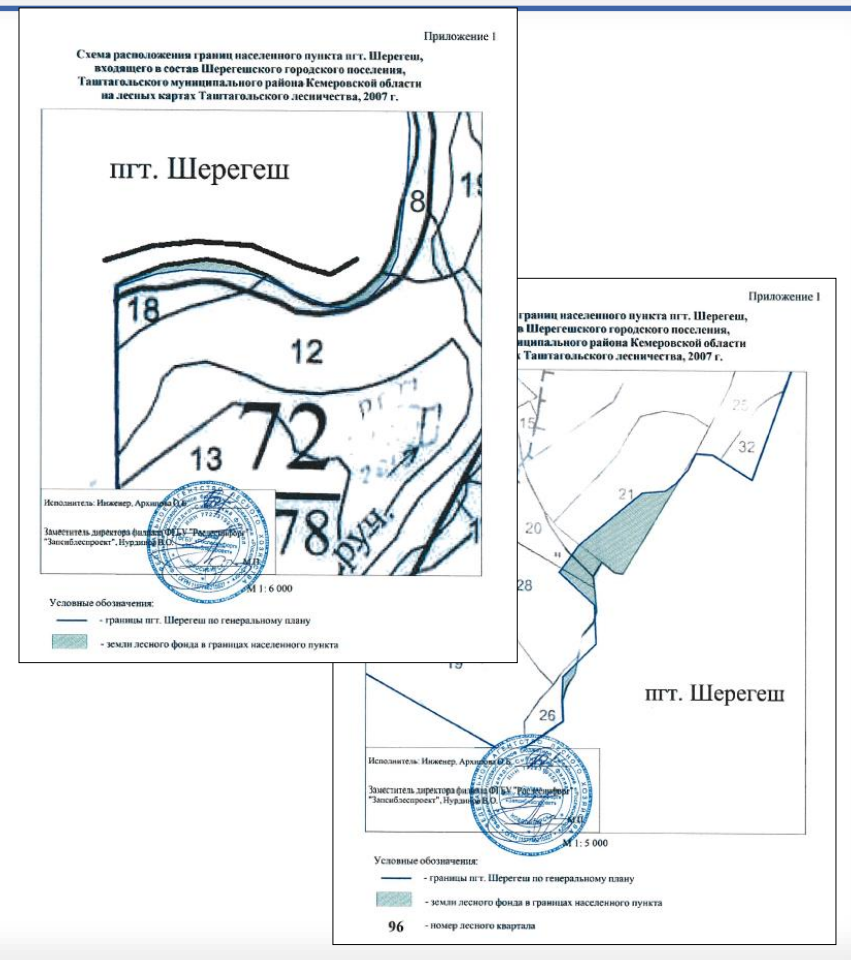 Приложение 1
Схема расположения границ населенного пункта пгт. Шерегеш,
входящего в состав Шерегешского городского поселения,
Таштагольского муниципального района Кемеровской области
на лесных картах Таштагольского лесничества, 2007 г.
пгт. Шерегеш
8
19
18
12
72
13
78
руч.
Исполнитель: Инженер, Архипова О.Б.
Заместитель директора филиала ФГБУ "Рослесинфорг"
"Запсиблеспроект", Нурдинов В.О.
М.П.
М 1: 6 000
Условные обозначения:
- границы пгт. Шерегеш по генеральному плану
- земли лесного фонда в границах населенного пункта
Приложение 1
границ населенного пункта пгт. Шерегеш,
в Шерегешского городского поселения,
ниципального района Кемеровской области
Таштагольского лесничества, 2007 г.
25
15
32
21
20
28
19
26
пгт. Шерегеш
Исполнитель: Инженер, Архипова О.Б.
Заместитель директора филиала ФГБУ "Рослесинфорг"
"Запсиблеспроект", Нурдинов В.О.
М.П.
М 1: 5 000
Условные обозначения:
- границы пгт. Шерегеш по генеральному плану
- земли лесного фонда в границах населенного пункта
96 - номер лесного квартала